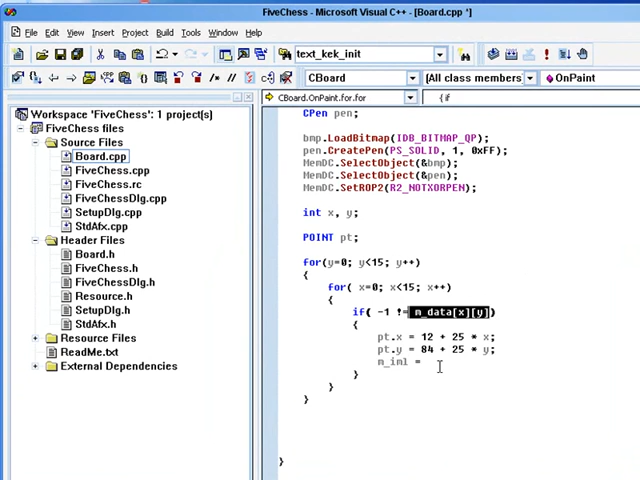 FiveChess - Microsoft Visual C++ - [Board.cpp *]
File Edit View Insert Project Build Tools Window Help
text_kek_init
CBoard [All class members] OnPaint
CBoard.OnPaint.for.for { if
Workspace 'FiveChess': 1 project(s)
FiveChess files
Source Files
Board.cpp
FiveChess.cpp
FiveChess.rc
FiveChessDlg.cpp
SetupDlg.cpp
StdAfx.cpp
Header Files
Board.h
FiveChess.h
FiveChessDlg.h
Resource.h
SetupDlg.h
StdAfx.h
Resource Files
ReadMe.txt
External Dependencies
CPen pen;
bmp.LoadBitmap(IDB_BITMAP_QP);
pen.CreatePen(PS_SOLID, 1, 0xFF);
MemDC.SelectObject(&bmp);
MemDC.SelectObject(&pen);
MemDC.SetROP2(R2_NOTXORPEN);
int x, y;
POINT pt;
for(y=0; y<15; y++)
{
for( x=0; x<15; x++)
{
if( -1 != m_data[x][y])
{
pt.x = 12 + 25 * x;
pt.y = 84 + 25 * y;
m_iml =
}
}
}
}